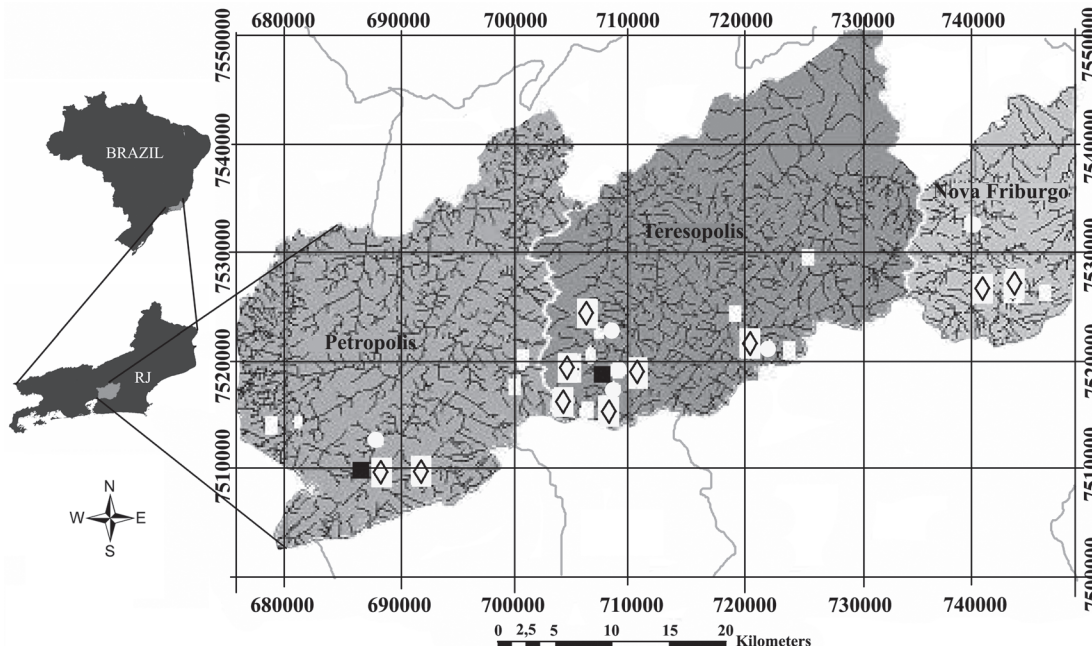 680000 690000 700000 710000 720000 730000 740000
7550000
7540000
7530000
7520000
7510000
7500000
7550000
7540000
7530000
7520000
7510000
7500000
BRAZIL
RJ
N
W E
S
Nova Friburgo
Teresopolis
Petropolis
680000 690000 700000 710000 720000 730000 740000
0 2,5 5 10 15 20
Kilometers